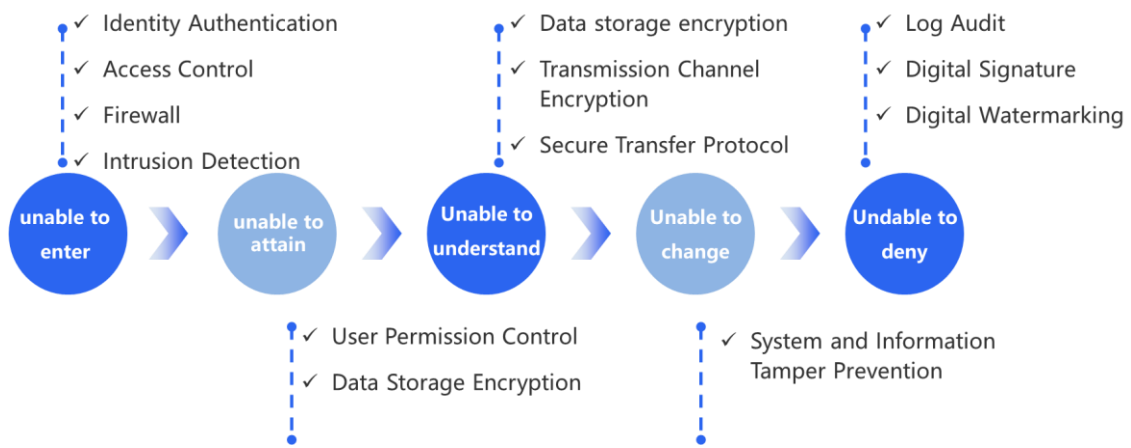 ✓ Identity Authentication
✓ Access Control
✓ Firewall
✓ Intrusion Detection
✓ Data storage encryption
✓ Transmission Channel
Encryption
✓ Secure Transfer Protocol
✓ Log Audit
✓ Digital Signature
✓ Digital Watermarking
unable to
enter
unable to
attain
Unable to
understand
Unable to
change
Undable to
deny
✓ User Permission Control
✓ Data Storage Encryption
✓ System and Information
Tamper Prevention